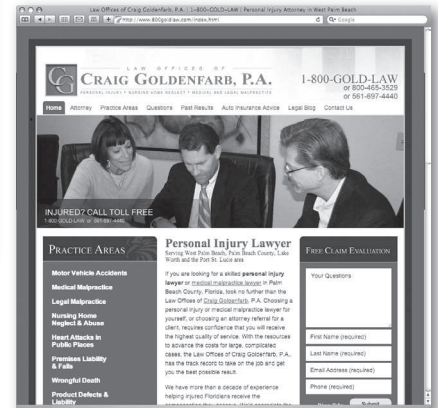 Law Offices of Craig Goldenfarb, P.A. | 1-800-GOLD-LAW | Personal Injury Attorney in West Palm Beach
http://www.800goldlaw.com/index.html
Google
LAW OFFICES OF
CRAIG GOLDENFARB, P.A.
PERSONAL INJURY • NURSING HOME NEGLECT • MEDICAL AND LEGAL MALPRACTICE
1-800-GOLD-LAW
or 800-465-3529
or 561-697-4440
Home Attorney Practice Areas Questions Past Results Auto Insurance Advice Legal Blog Contact Us
INJURED? CALL TOLL FREE
1-800-GOLD-LAW or 561-697-4440
PRACTICE AREAS
Motor Vehicle Accidents
Medical Malpractice
Legal Malpractice
Nursing Home
Neglect & Abuse
Heart Attacks in
Public Places
Premises Liability
& Falls
Wrongful Death
Product Defects &
Liability
Personal Injury Lawyer
Serving West Palm Beach, Palm Beach County, Lake
Worth and the Port St. Lucie area
If you are looking for a skilled personal injury
lawyer or medical malpractice lawyer in Palm
Beach County, Florida, look no further than the
Law Offices of Craig Goldenfarb, P.A. Choosing a
personal injury or medical malpractice lawyer for
yourself, or choosing an attorney referral for a
client, requires confidence that you will receive
the highest quality of service. With the resources
to advance the costs for large, complicated
cases, the Law Offices of Craig Goldenfarb, P.A.,
has the track record to take on the job and get
you the best possible result.
We have more than a decade of experience
helping injured Floridians receive the
FREE CLAIM EVALUATION
Your Questions
First Name (required)
Last Name (required)
Email Address (required)
Phone (required)
Submit